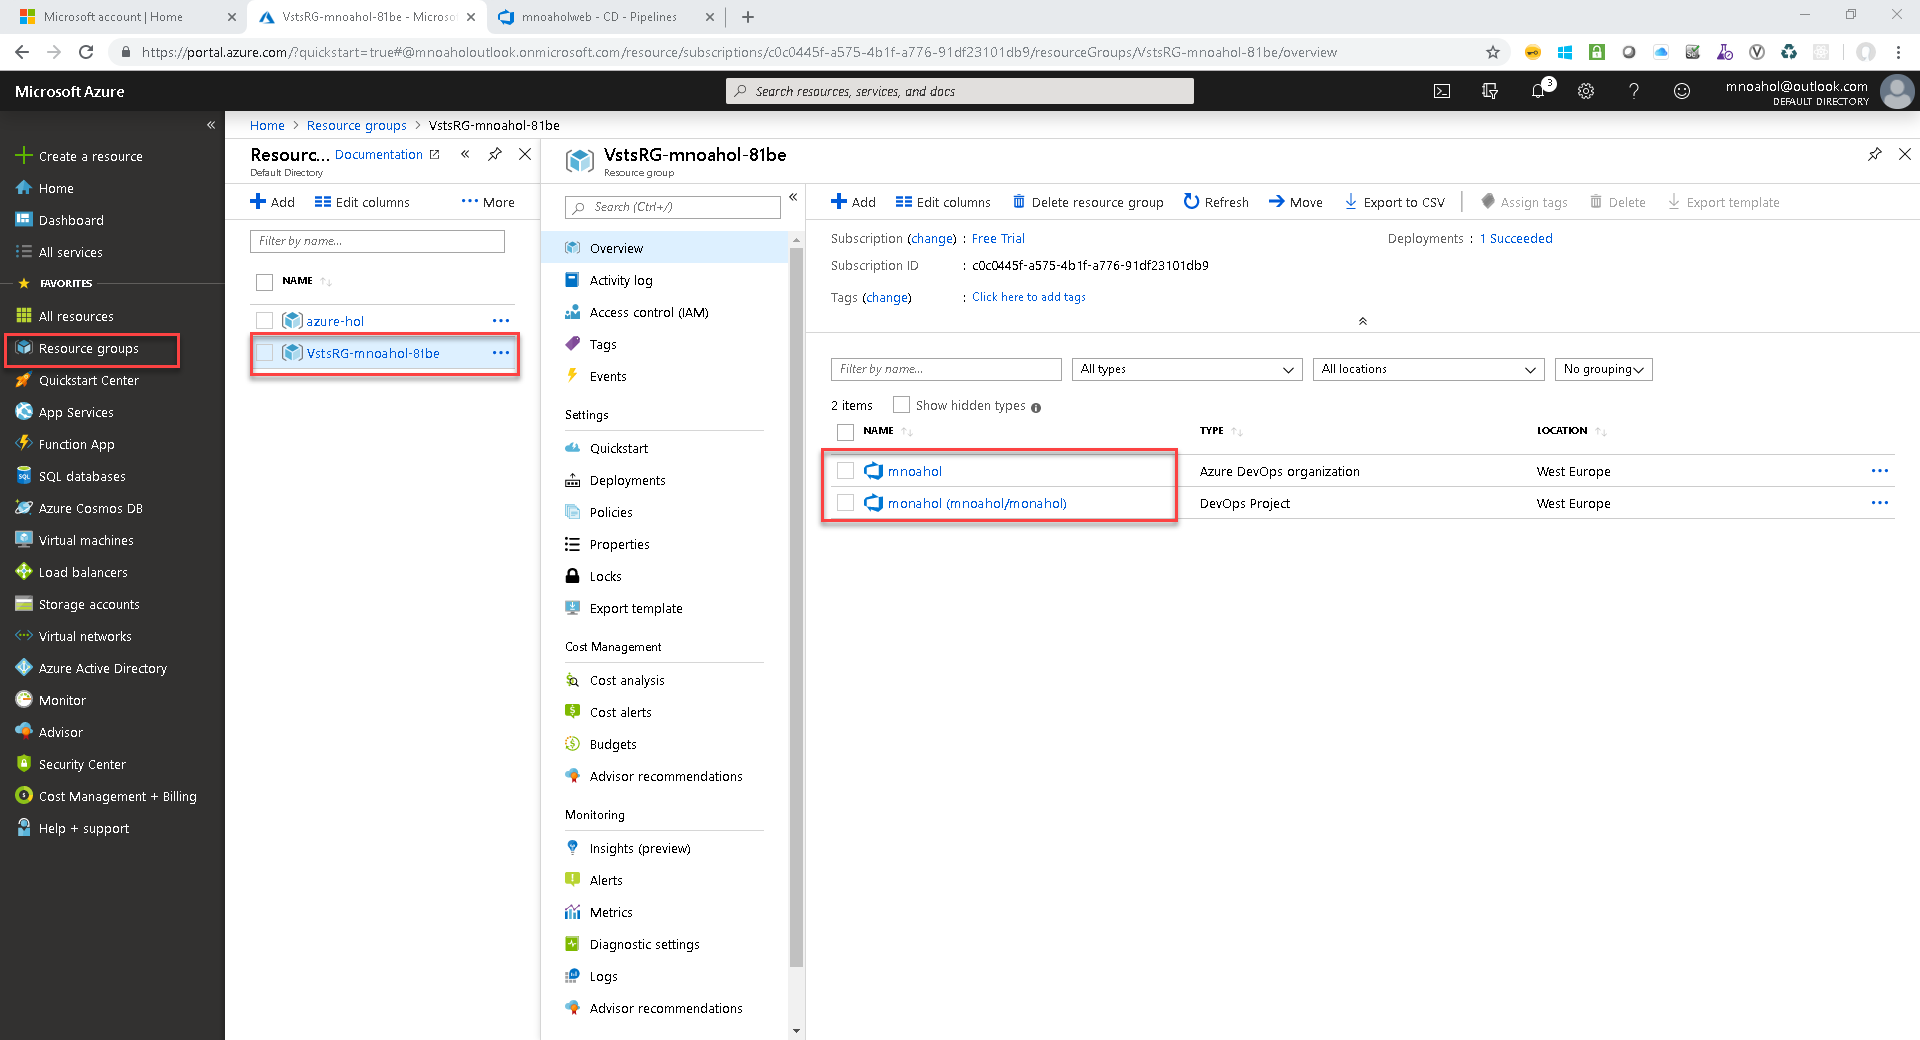 Microsoft account | Home
VstsRG-mnoahol-81be - Microso
mnoaholweb - CD - Pipelines
https://portal.azure.com/?quickstart=true#@mnoaholoutlook.onmicrosoft.com/resource/subscriptions/c0c0445f-a575-4b1f-a776-91df23101db9/resourceGroups/VstsRG-mnoahol-81be/overview
Microsoft Azure
Search resources, services, and docs
3
mnoahol@outlook.com
DEFAULT DIRECTORY
Home > Resource groups > VstsRG-mnoahol-81be
Create a resource
Home
Dashboard
All services
FAVORITES
All resources
Resource groups
Quickstart Center
App Services
Function App
SQL databases
Azure Cosmos DB
Virtual machines
Load balancers
Storage accounts
Virtual networks
Azure Active Directory
Monitor
Advisor
Security Center
Cost Management + Billing
Help + support
Resourc... Documentation
Default Directory
Add Edit columns ••• More
Filter by name...
NAME
azure-hol
VstsRG-mnoahol-81be
VstsRG-mnoahol-81be
Resource group
Search (Ctrl+/)
Overview
Activity log
Access control (IAM)
Tags
Events
Settings
Quickstart
Deployments
Policies
Properties
Locks
Export template
Cost Management
Cost analysis
Cost alerts
Budgets
Advisor recommendations
Monitoring
Insights (preview)
Alerts
Metrics
Diagnostic settings
Logs
Advisor recommendations
Add Edit columns Delete resource group Refresh Move Export to CSV Assign tags Delete Export template
Subscription (change) : Free Trial
Deployments : 1 Succeeded
Subscription ID : c0c0445f-a575-4b1f-a776-91df23101db9
Tags (change) : Click here to add tags
Filter by name... All types All locations No grouping
2 items Show hidden types
NAME TYPE LOCATION
mnoahol Azure DevOps organization West Europe
monahol (mnoahol/monahol) DevOps Project West Europe